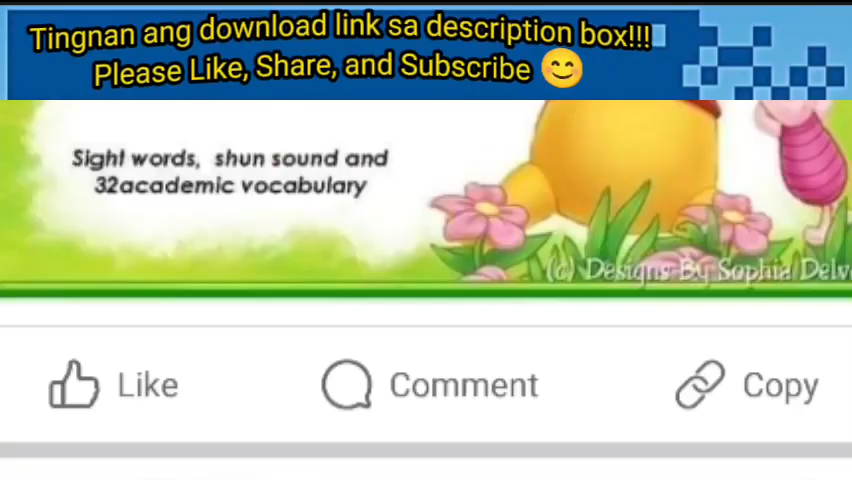 Tingnan ang download link sa description box!!!
Please Like, Share, and Subscribe 😊
Sight words, shun sound and
32academic vocabulary
(c) Designs By Sophia Delv
Like Comment Copy